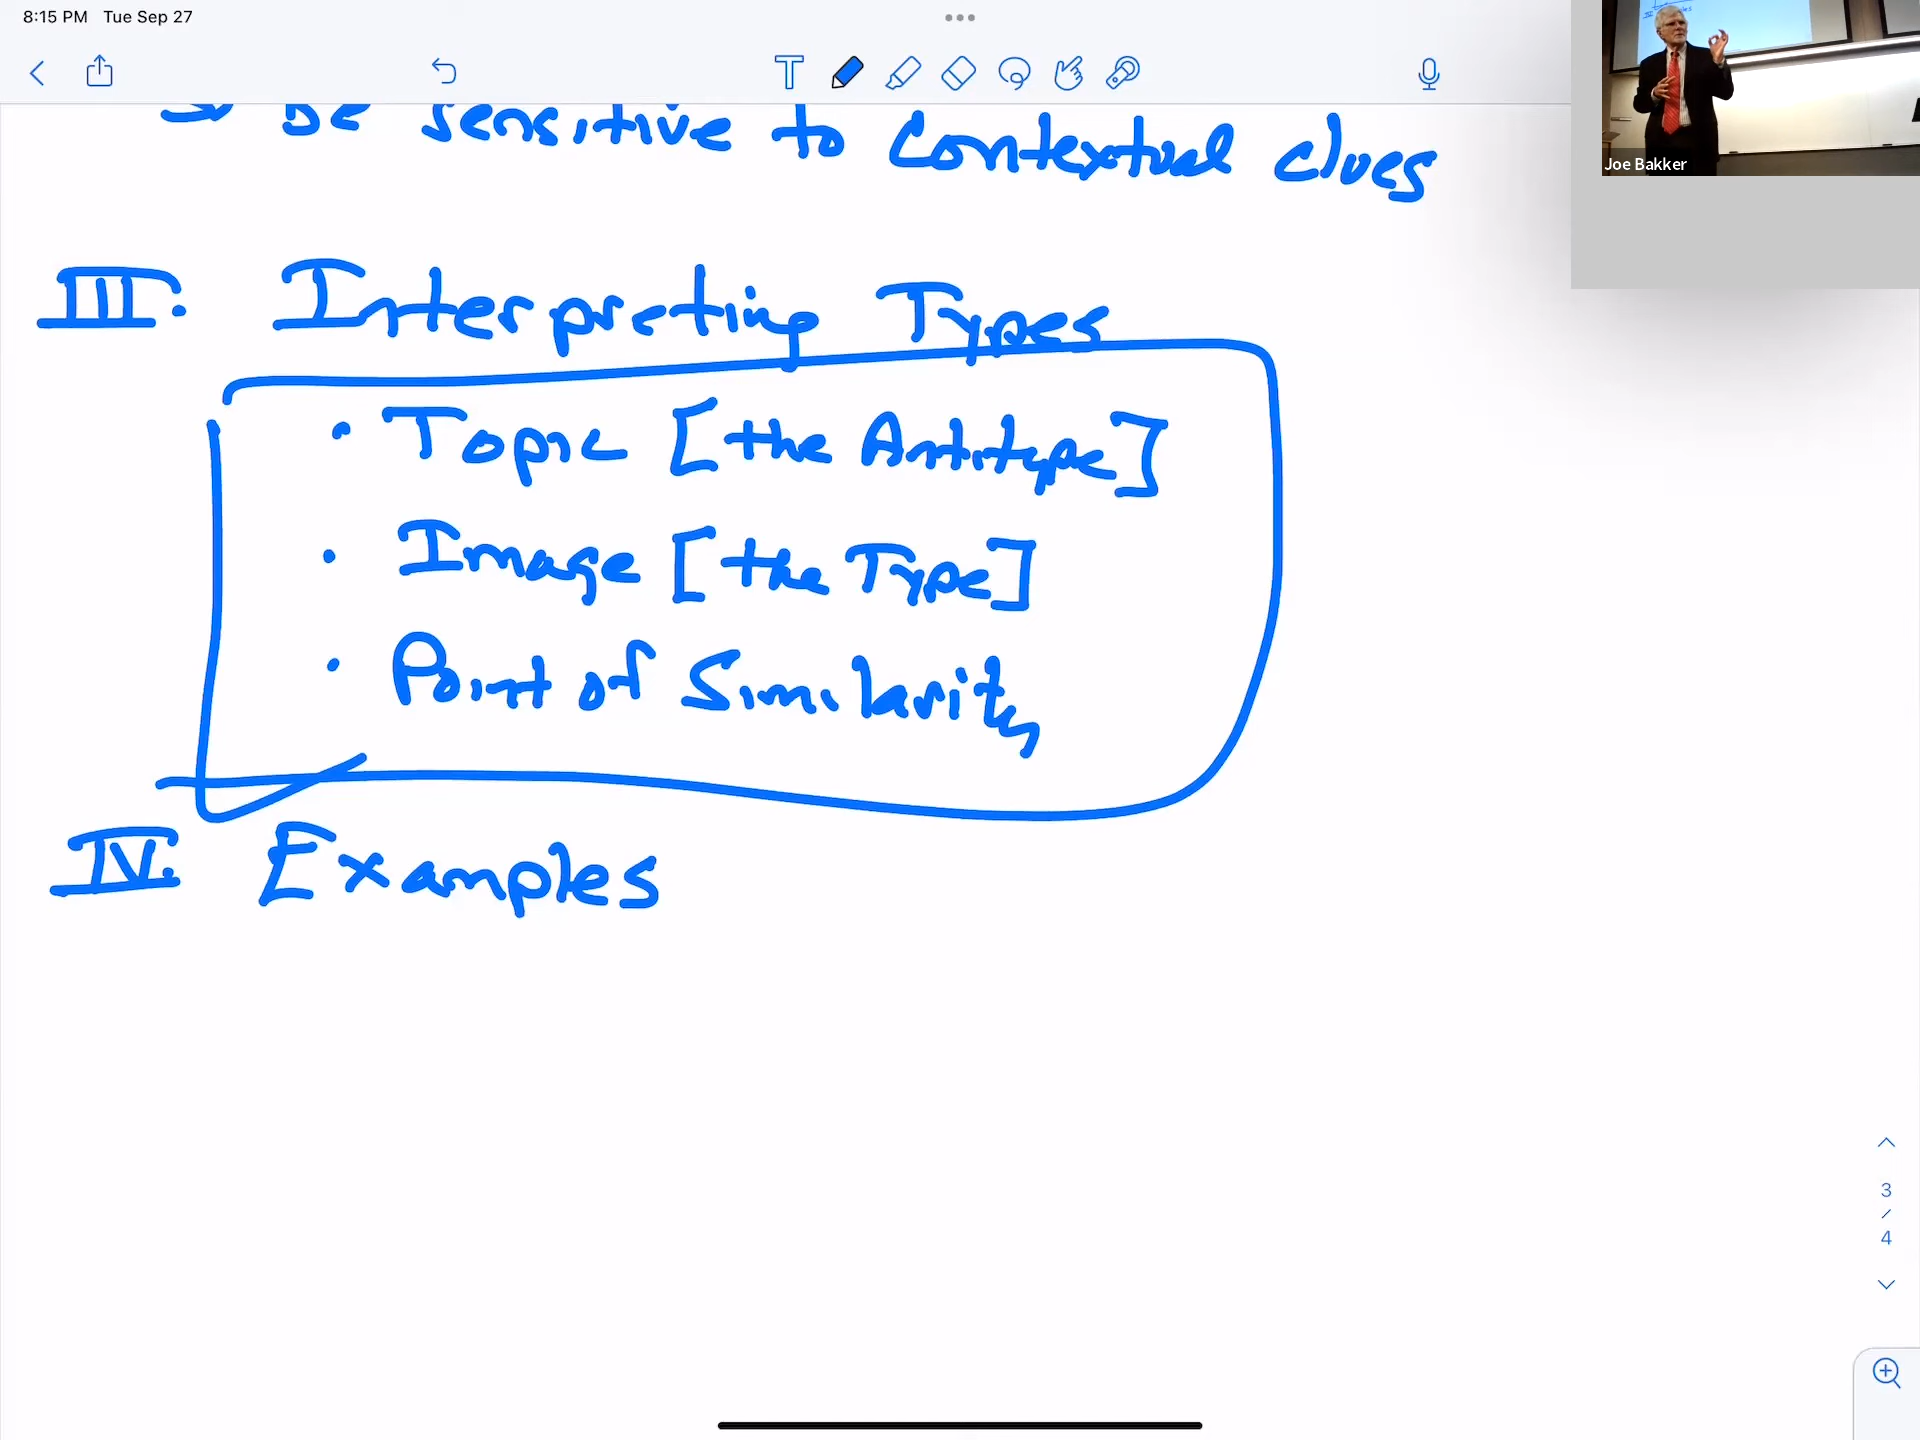 8:15 PM Tue Sep 27
T
Joe Bakker
Be sensitive to Contextual clues
III. Interpreting Types
• Topic [the Antitype]
• Image [the Type]
• Point of Similarity
IV. Examples
3
/
4